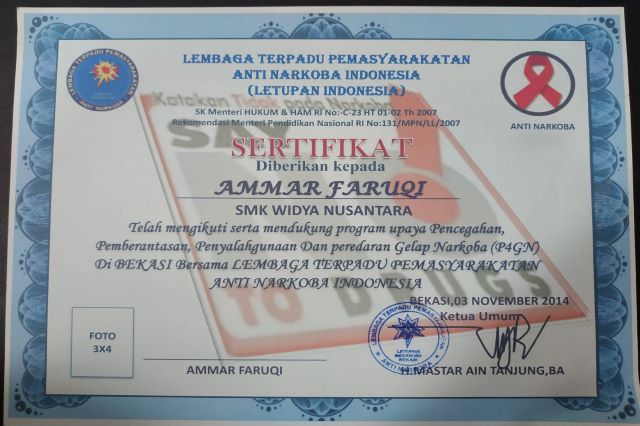 LEMBAGA TERPADU PEMASYARAKATAN
ANTI NARKOBA INDONESIA
(LETUPAN INDONESIA)
LEMBAGA TERPADU PEMASYARAKATAN
ANTI NARKOBA
ANTI NARKOBA
Katakan Tidak pada Narkoba
SK Menteri HUKUM & HAM RI No:-C-23 HT 01-02 Th 2007
Rekomendasi Menteri Pendidikan Nasional RI No:131/MPN/LL/2007
SAY
SERTIFIKAT
Diberikan kepada
AMMAR FARUQI
SMK WIDYA NUSANTARA
Telah mengikuti serta mendukung program upaya Pencegahan,
Pemberantasan, Penyalahgunaan Dan peredaran Gelap Narkoba (P4GN)
Di BEKASI Bersama LEMBAGA TERPADU PEMASYARAKATAN
ANTI NARKOBA INDONESIA
to DRUGS
BEKASI,03 NOVEMBER 2014
Ketua Umum
FOTO
3X4
LEMBAGA TERPADU PEMASYARAKATAN
LETUPAN
INDONESIA
BEKASI
ANTI NARKOBA
AMMAR FARUQI
H.MASTAR AIN TANJUNG,BA